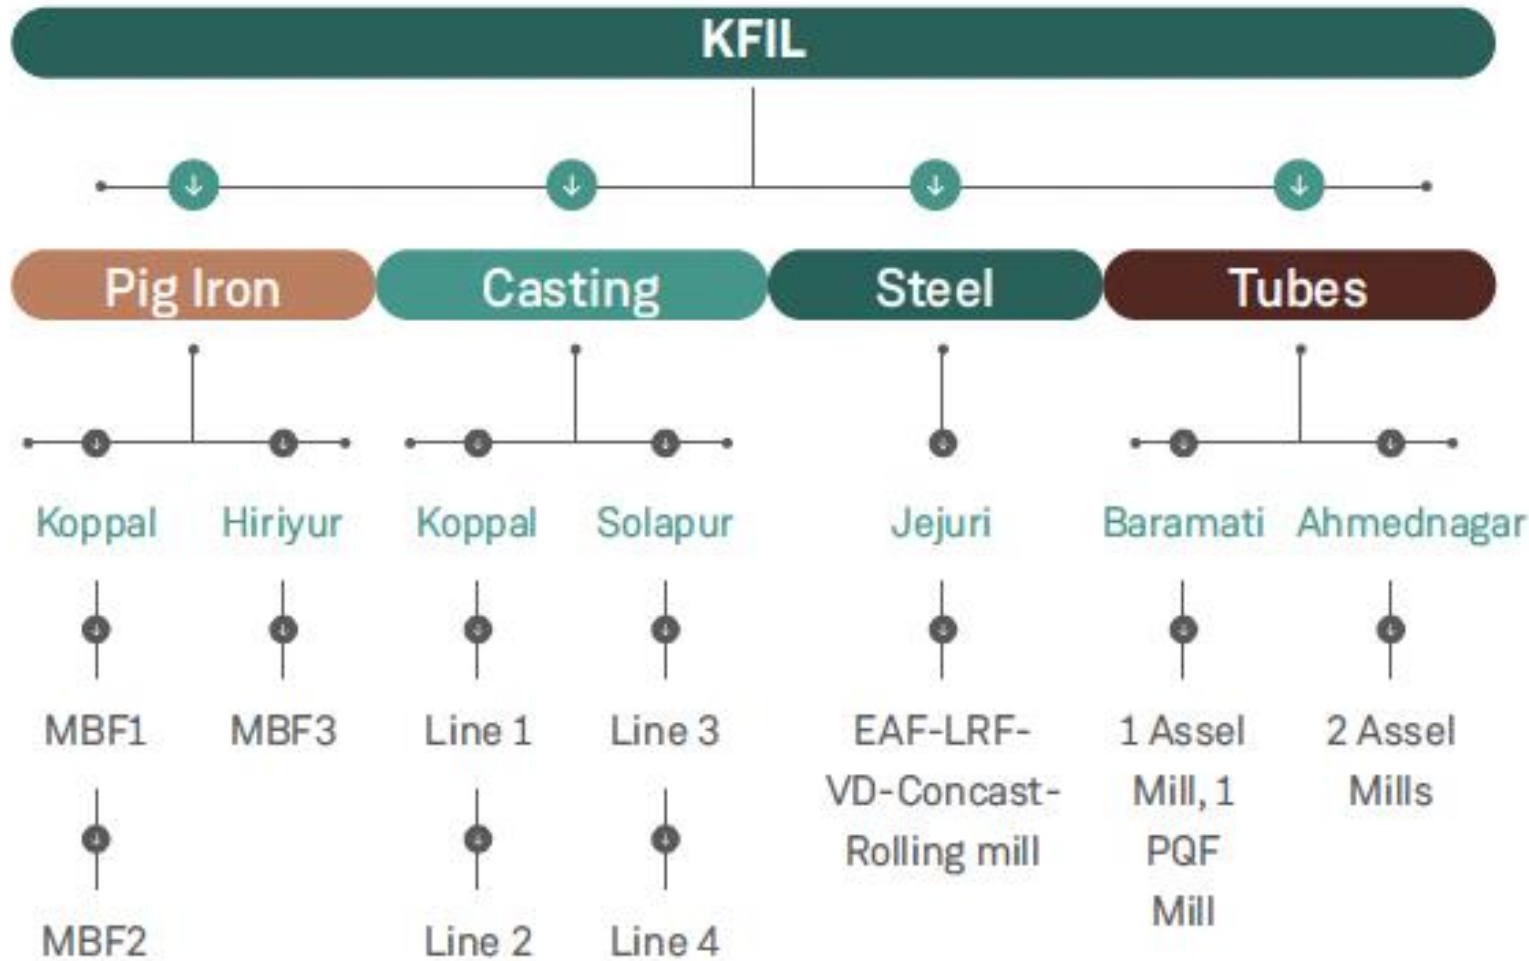 KFIL
Pig Iron
Casting
Steel
Tubes
Koppal
Hiriyur
Koppal
Solapur
Jejuri
Baramati
Ahmednagar
MBF1
MBF3
Line 1
Line 3
EAF-LRF-
VD-Concast-
Rolling mill
1 Assel
Mill, 1
PQF
Mill
2 Assel
Mills
MBF2
Line 2
Line 4